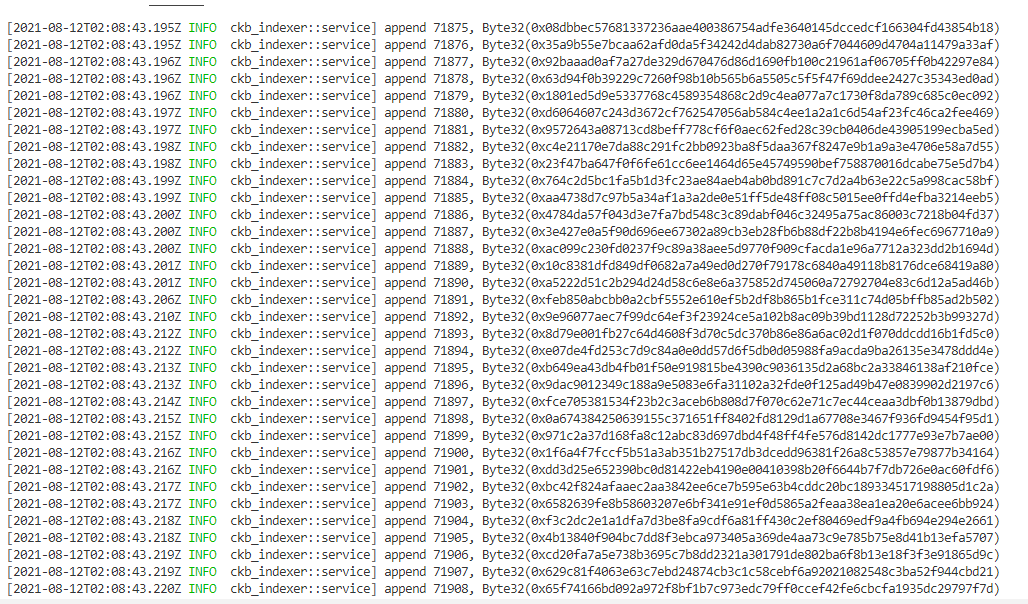 [2021-08-12T02:08:43.195Z INFO  ckb_indexer::service] append 71875, Byte32(0x08dbbec57681337236aae400386754adfe3640145dccedcf166304fd43854b18)
[2021-08-12T02:08:43.195Z INFO  ckb_indexer::service] append 71876, Byte32(0x35a9b55e7bcaa62afd0da5f34242d4dab82730a6f7044609d4704a11479a33af)
[2021-08-12T02:08:43.196Z INFO  ckb_indexer::service] append 71877, Byte32(0x92baaad0af7a27de329d670476d86d1690fb100c21961af06705ff0b42297e84)
[2021-08-12T02:08:43.196Z INFO  ckb_indexer::service] append 71878, Byte32(0x63d94f0b39229c7260f98b10b565b6a5505c5f5f47f69ddee2427c35343ed0ad)
[2021-08-12T02:08:43.196Z INFO  ckb_indexer::service] append 71879, Byte32(0x1801ed5d9e5337768c4589354868c2d9c4ea077a7c1730f8da789c685c0ec092)
[2021-08-12T02:08:43.197Z INFO  ckb_indexer::service] append 71880, Byte32(0xd6064607c243d3672cf762547056ab584c4ee1a2a1c6d54af23fc46ca2fee469)
[2021-08-12T02:08:43.197Z INFO  ckb_indexer::service] append 71881, Byte32(0x9572643a08713cd8beff778cf6f0aec62fed28c39cb0406de43905199ecba5ed)
[2021-08-12T02:08:43.198Z INFO  ckb_indexer::service] append 71882, Byte32(0xc4e21170e7da88c291fc2bb0923ba8f5daa367f8247e9b1a9a3e4706e58a7d55)
[2021-08-12T02:08:43.198Z INFO  ckb_indexer::service] append 71883, Byte32(0x23f47ba647f0f6fe61cc6ee1464d65e45749590bef758870016dcabe75e5d7b4)
[2021-08-12T02:08:43.199Z INFO  ckb_indexer::service] append 71884, Byte32(0x764c2d5bc1fa5b1d3fc23ae84aeb4ab0bd891c7c7d2a4b63e22c5a998cac58bf)
[2021-08-12T02:08:43.199Z INFO  ckb_indexer::service] append 71885, Byte32(0xaa4738d7c97b5a34af1a3a2de0e51ff5de48ff08c5015ee0ffd4efba3214eeb5)
[2021-08-12T02:08:43.200Z INFO  ckb_indexer::service] append 71886, Byte32(0x4784da57f043d3e7fa7bd548c3c89dabf046c32495a75ac86003c7218b04fd37)
[2021-08-12T02:08:43.200Z INFO  ckb_indexer::service] append 71887, Byte32(0x3e427e0a5f90d696ee67302a89cb3eb28fb6b88df22b8b4194e6fec6967710a9)
[2021-08-12T02:08:43.200Z INFO  ckb_indexer::service] append 71888, Byte32(0xac099c230fd0237f9c89a38aee5d9770f909cfacda1e96a7712a323dd2b1694d)
[2021-08-12T02:08:43.201Z INFO  ckb_indexer::service] append 71889, Byte32(0x10c8381dfd849df0682a7a49ed0d270f79178c6840a49118b8176dce68419a80)
[2021-08-12T02:08:43.201Z INFO  ckb_indexer::service] append 71890, Byte32(0xa5222d51c2b294d24d58c6e8e6a375852d745060a72792704e83c6d12a5ad46b)
[2021-08-12T02:08:43.206Z INFO  ckb_indexer::service] append 71891, Byte32(0xfeb850abcbb0a2cbf5552e610ef5b2df8b865b1fce311c74d05bffb85ad2b502)
[2021-08-12T02:08:43.210Z INFO  ckb_indexer::service] append 71892, Byte32(0x9e96077aec7f99dc64ef3f23924ce5a102b8ac09b39bd1128d72252b3b99327d)
[2021-08-12T02:08:43.212Z INFO  ckb_indexer::service] append 71893, Byte32(0x8d79e001fb27c64d4608f3d70c5dc370b86e86a6ac02d1f070ddcdd16b1fd5c0)
[2021-08-12T02:08:43.212Z INFO  ckb_indexer::service] append 71894, Byte32(0xe07de4fd253c7d9c84a0e0dd57d6f5db0d05988fa9acda9ba26135e3478ddd4e)
[2021-08-12T02:08:43.213Z INFO  ckb_indexer::service] append 71895, Byte32(0xb649ea43db4fb01f50e919815be4390c9036135d2a68bc2a33846138af210fce)
[2021-08-12T02:08:43.213Z INFO  ckb_indexer::service] append 71896, Byte32(0x9dac9012349c188a9e5083e6fa31102a32fde0f125ad49b47e0839902d2197c6)
[2021-08-12T02:08:43.214Z INFO  ckb_indexer::service] append 71897, Byte32(0xfce705381534f23b2c3aceb6b808d7f070c62e71c7ec44ceaa3dbf0b13879dbd)
[2021-08-12T02:08:43.215Z INFO  ckb_indexer::service] append 71898, Byte32(0x0a674384250639155c371651ff8402fd8129d1a67708e3467f936fd9454f95d1)
[2021-08-12T02:08:43.215Z INFO  ckb_indexer::service] append 71899, Byte32(0x971c2a37d168fa8c12abc83d697dbd4f48ff4fe576d8142dc1777e93e7b7ae00)
[2021-08-12T02:08:43.216Z INFO  ckb_indexer::service] append 71900, Byte32(0x1f6a4f7fccf5b51a3ab351b27517db3dcedd96381f26a8c53857e79877b34164)
[2021-08-12T02:08:43.216Z INFO  ckb_indexer::service] append 71901, Byte32(0xdd3d25e652390bc0d81422eb4190e00410398b20f6644b7f7db726e0ac60fdf6)
[2021-08-12T02:08:43.217Z INFO  ckb_indexer::service] append 71902, Byte32(0xbc42f824afaaec2aa3842ee6ce7b595e63b4cddc20bc189334517198805d1c2a)
[2021-08-12T02:08:43.217Z INFO  ckb_indexer::service] append 71903, Byte32(0x6582639fe8b58603207e6bf341e91ef0d5865a2feaa38ea1ea20e6acee6bb924)
[2021-08-12T02:08:43.218Z INFO  ckb_indexer::service] append 71904, Byte32(0xf3c2dc2e1a1dfa7d3be8fa9cdf6a81ff430c2ef80469edf9a4fb694e294e2661)
[2021-08-12T02:08:43.218Z INFO  ckb_indexer::service] append 71905, Byte32(0x4b13840f904bc7dd8f3ebca973405a369de4aa73c9e785b75e8d41b13efa5707)
[2021-08-12T02:08:43.219Z INFO  ckb_indexer::service] append 71906, Byte32(0xcd20fa7a5e738b3695c7b8dd2321a301791de802ba6f8b13e18f3f3e91865d9c)
[2021-08-12T02:08:43.219Z INFO  ckb_indexer::service] append 71907, Byte32(0x629c81f4063e63c7ebd24874cb3c1c58cebf6a92021082548c3ba52f944cbd21)
[2021-08-12T02:08:43.220Z INFO  ckb_indexer::service] append 71908, Byte32(0x65f74166bd092a972f8bf1b7c973edc79ff0ccef42fe6cbcfa1935dc29797f7d)